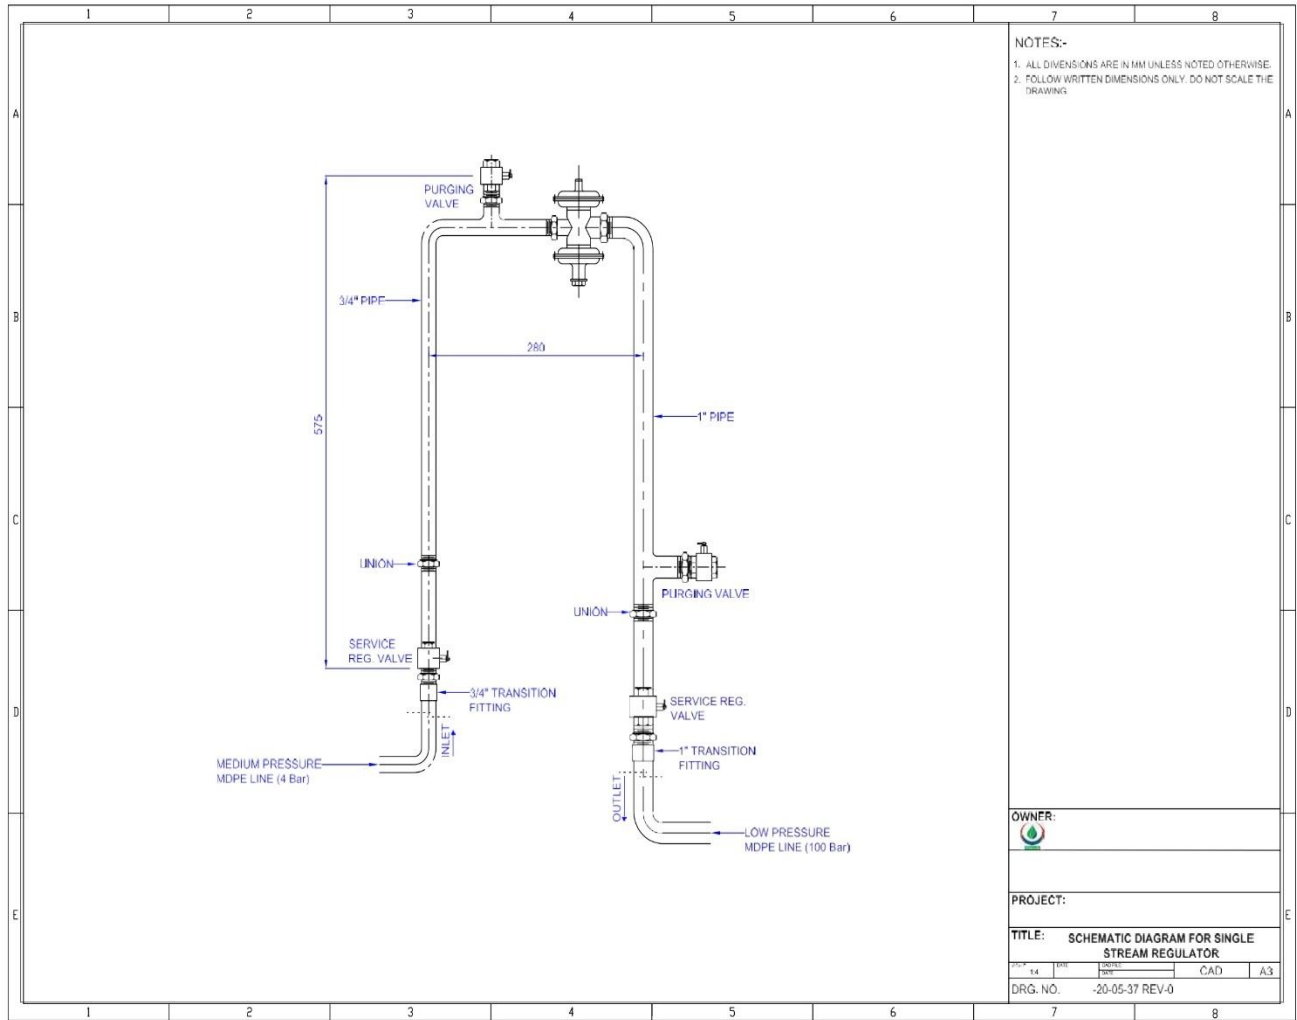 1 2 3 4 5 6 7 8
NOTES:-
1. ALL DIMENSIONS ARE IN MM UNLESS NOTED OTHERWISE.
2. FOLLOW WRITTEN DIMENSIONS ONLY. DO NOT SCALE THE
DRAWING
A
A
PURGING
VALVE
3/4" PIPE
B
B
280
575
1" PIPE
C
C
UNION
PURGING VALVE
UNION
SERVICE
REG. VALVE
3/4" TRANSITION
FITTING
SERVICE REG.
VALVE
D
D
INLET
MEDIUM PRESSURE
MDPE LINE (4 Bar)
1" TRANSITION
FITTING
OUTLET
LOW PRESSURE
MDPE LINE (100 Bar)
OWNER:
PROJECT:
E
E
TITLE: SCHEMATIC DIAGRAM FOR SINGLE
STREAM REGULATOR
1:4 DATE CAD A3
DRG. NO. -20-05-37 REV-0
1 2 3 4 5 6 7 8